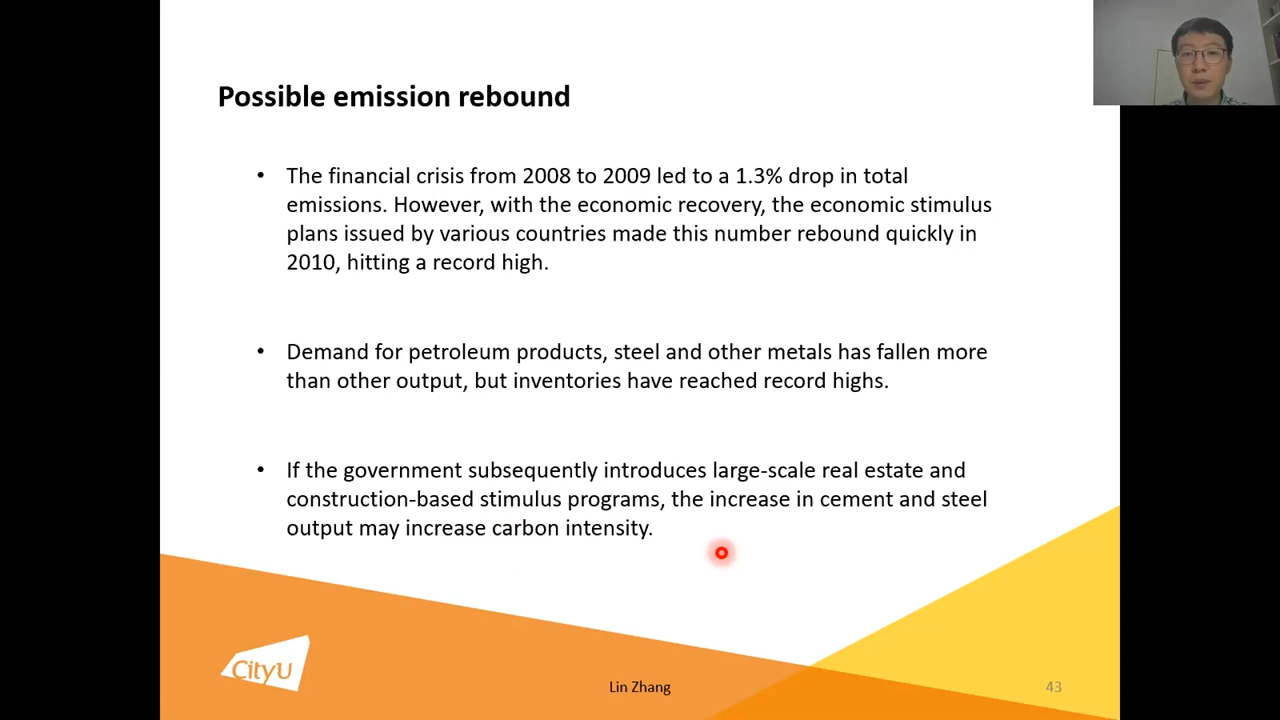 Possible emission rebound
• The financial crisis from 2008 to 2009 led to a 1.3% drop in total
emissions. However, with the economic recovery, the economic stimulus
plans issued by various countries made this number rebound quickly in
2010, hitting a record high.
• Demand for petroleum products, steel and other metals has fallen more
than other output, but inventories have reached record highs.
• If the government subsequently introduces large-scale real estate and
construction-based stimulus programs, the increase in cement and steel
output may increase carbon intensity.
CityU
Lin Zhang
43